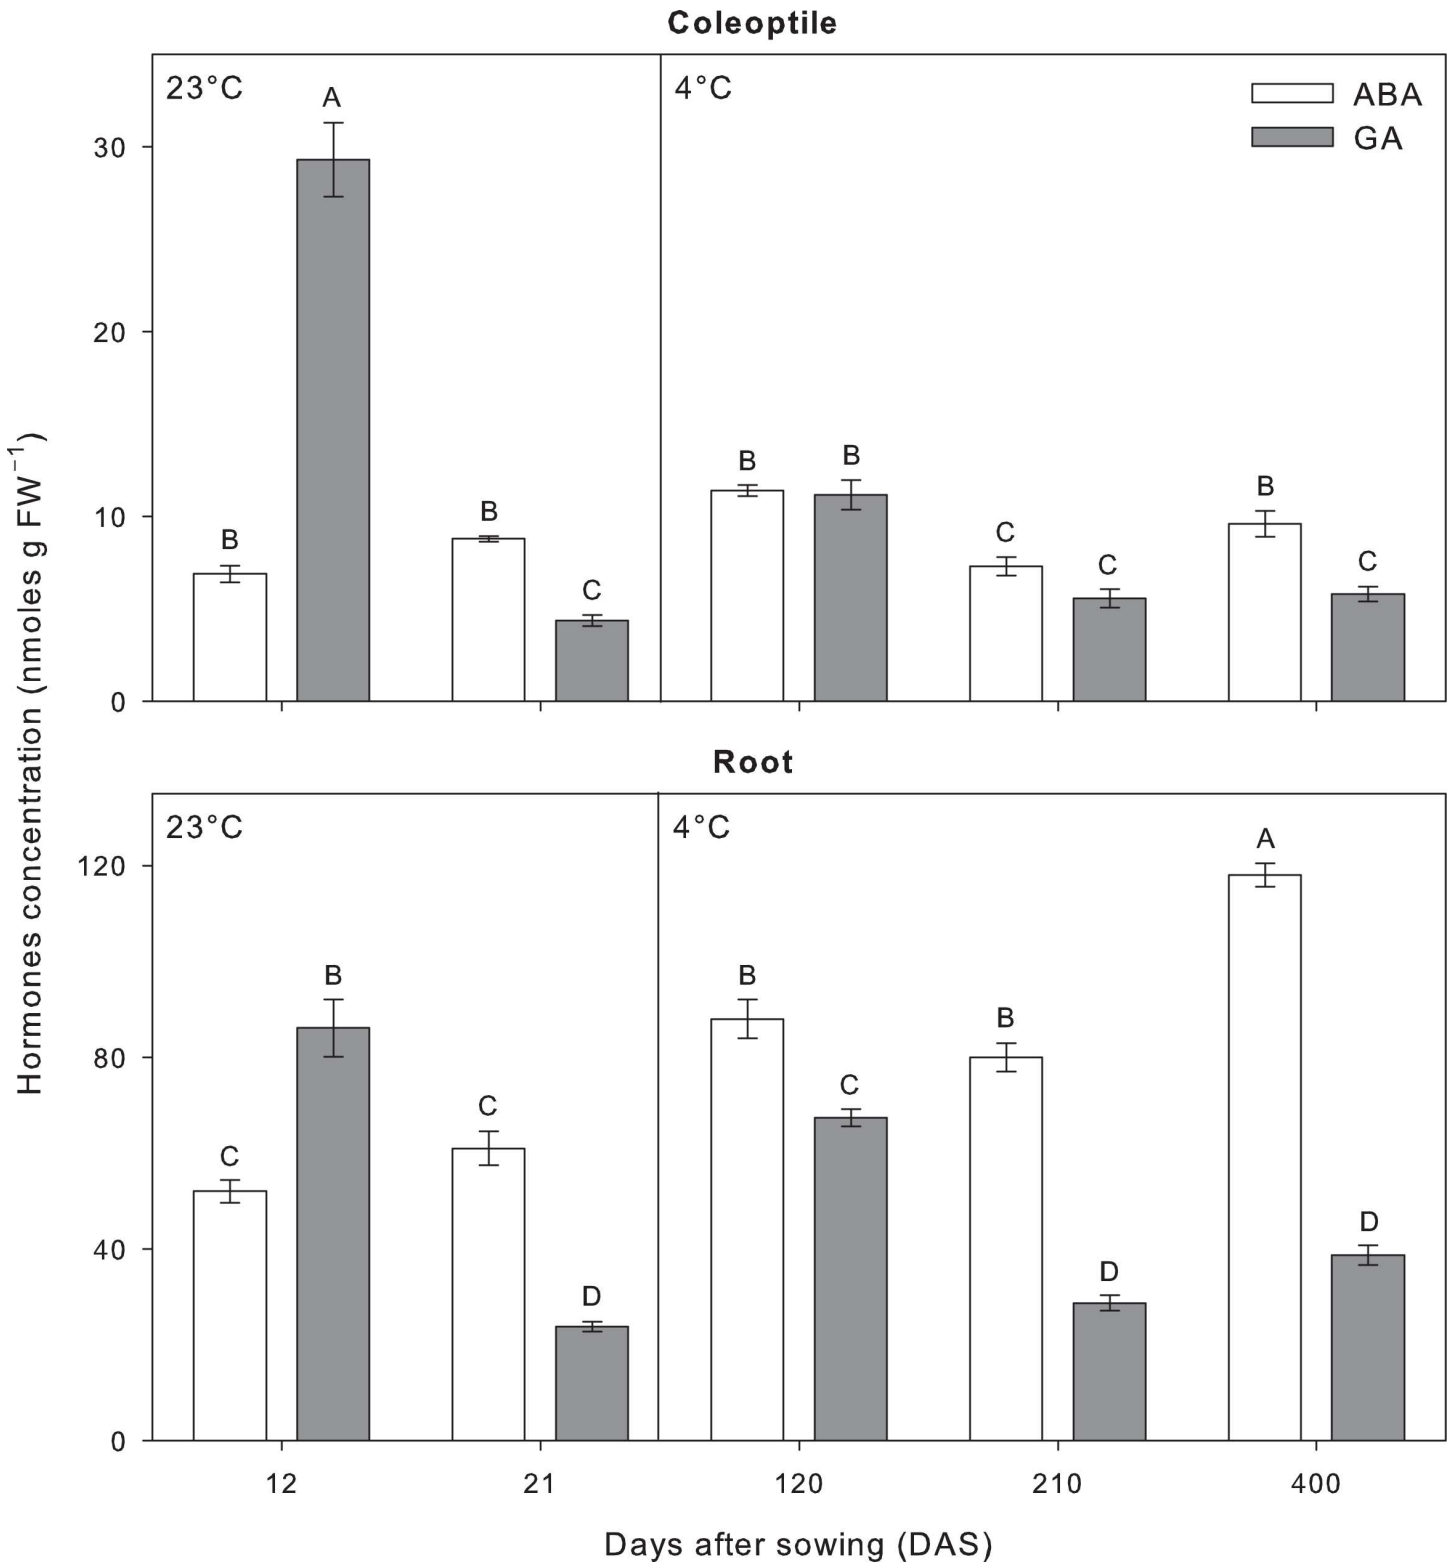 Coleoptile
23°C
4°C
ABA
GA
A
B
B
C
B
B
C
C
B
C
30
20
10
0
Hormones concentration (nmoles g FW⁻¹)
Root
23°C
4°C
C
B
C
D
B
C
B
D
A
D
120
80
40
0
12 21 120 210 400
Days after sowing (DAS)